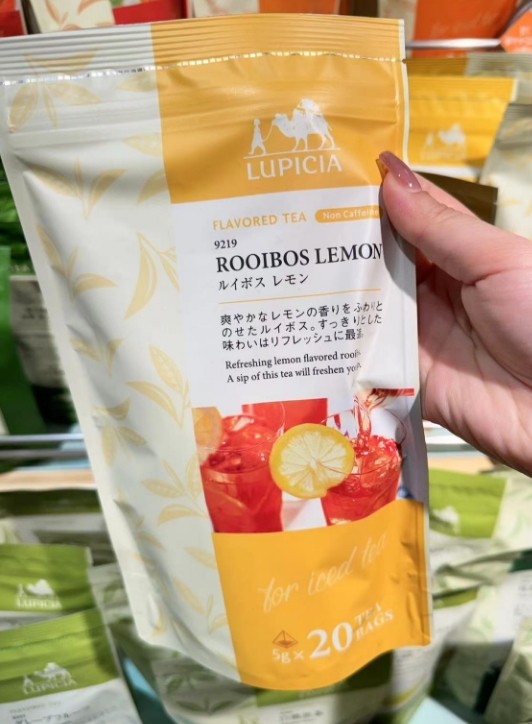 LUPICIA
FLAVORED TEA Non Caffeine
9219
ROOIBOS LEMON
ルイボス レモン
爽やかなレモンの香りをふわりと
のせたルイボス。すっきりとした
味わいはリフレッシュに最適
Refreshing lemon flavored
A sip of this tea will freshen
for iced tea
5g×20 TEA BAGS
LUPICIA
LUPICIA
LUPICIA